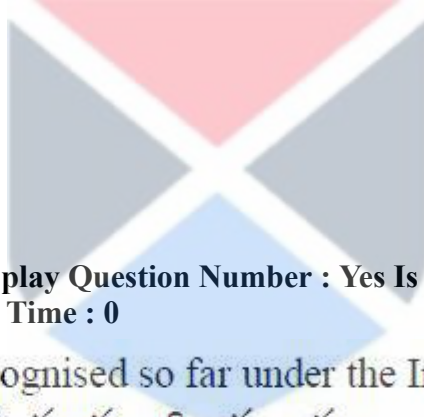 play Question Number : Yes Is
Time : 0
ognised so far under the I